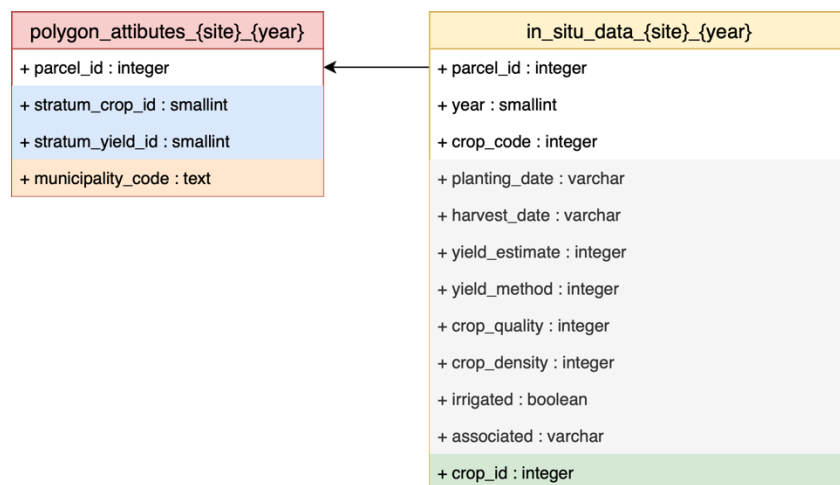 polygon_attibutes_{site}_{year}
+ parcel_id : integer
+ stratum_crop_id : smallint
+ stratum_yield_id : smallint
+ municipality_code : text
in_situ_data_{site}_{year}
+ parcel_id : integer
+ year : smallint
+ crop_code : integer
+ planting_date : varchar
+ harvest_date : varchar
+ yield_estimate : integer
+ yield_method : integer
+ crop_quality : integer
+ crop_density : integer
+ irrigated : boolean
+ associated : varchar
+ crop_id : integer